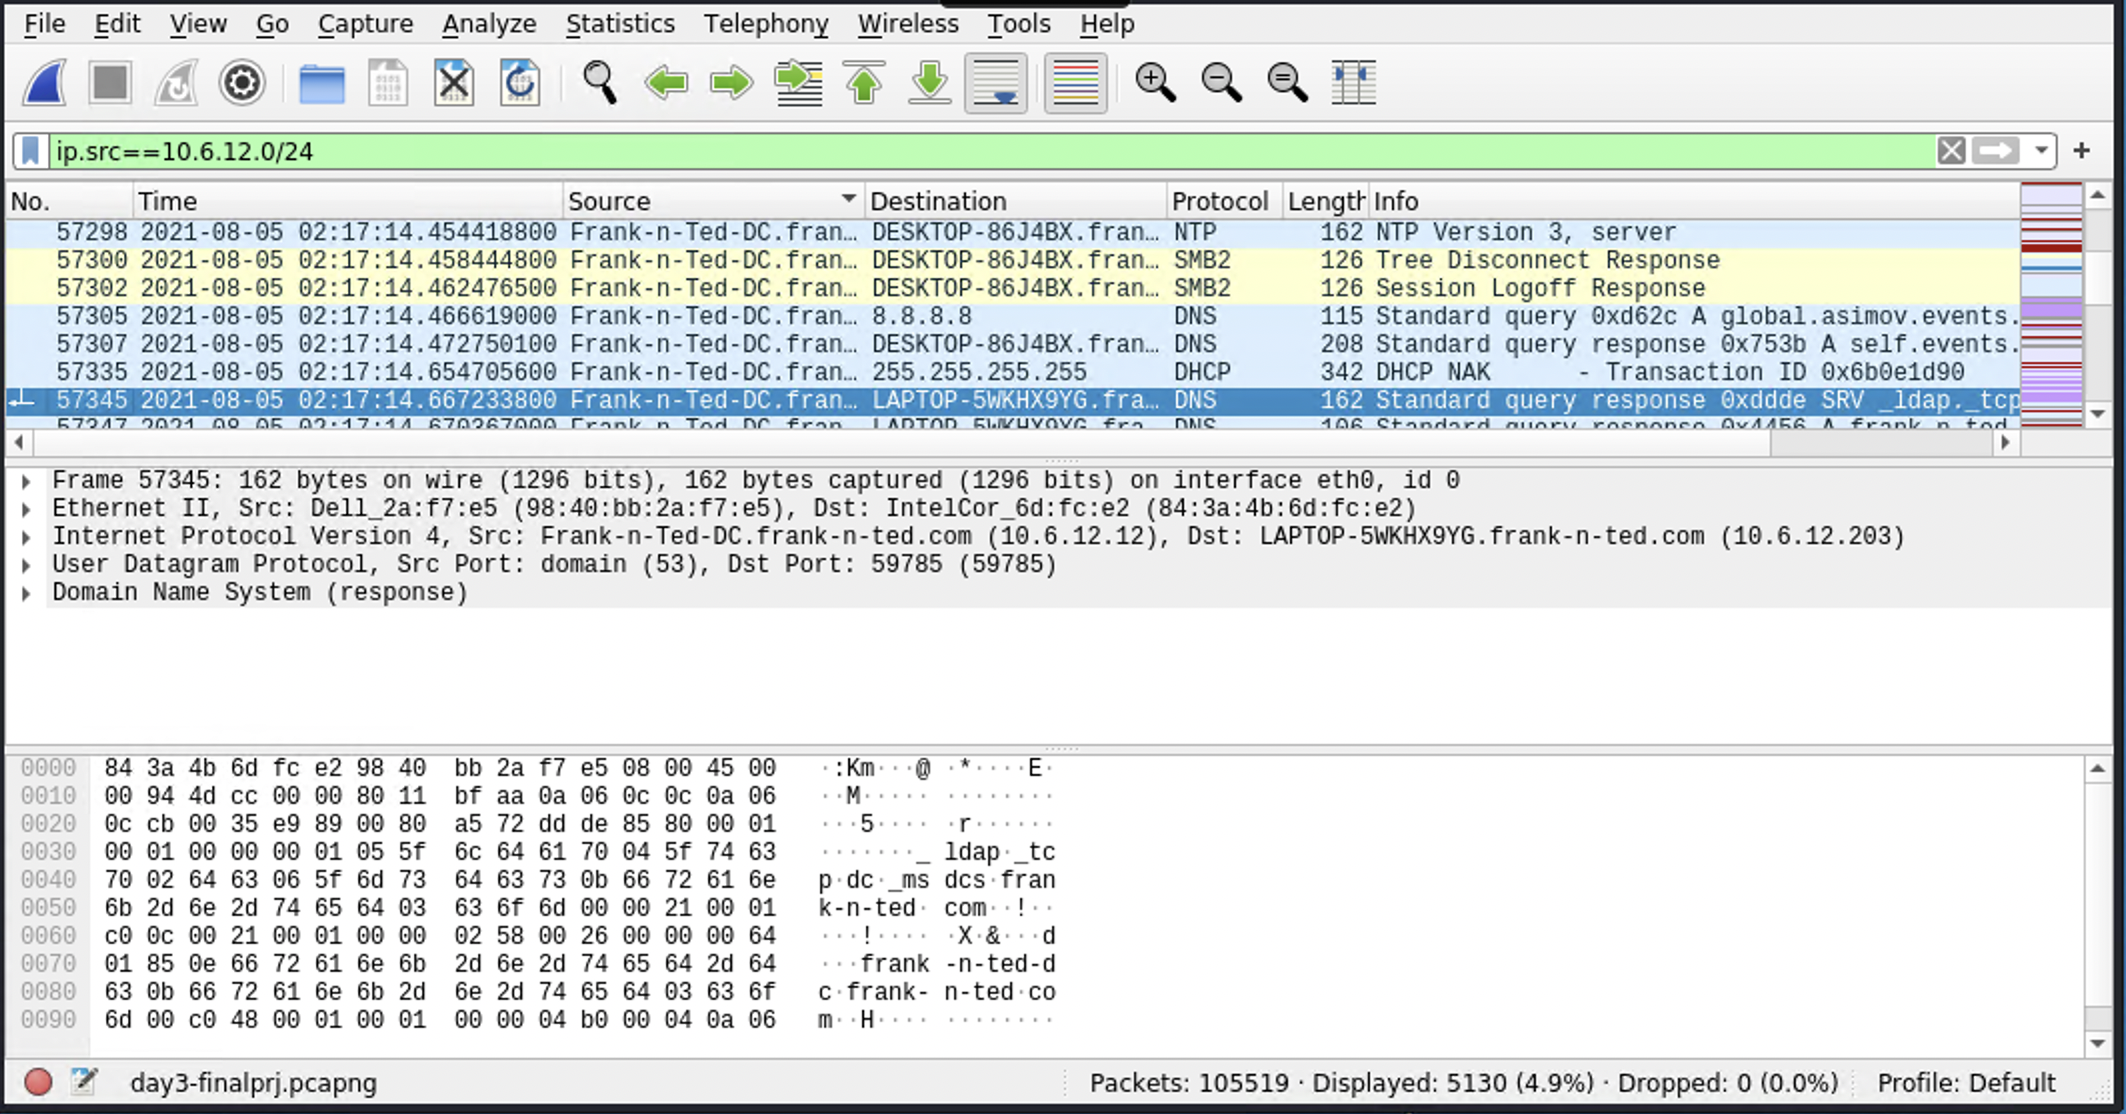 File Edit View Go Capture Analyze Statistics Telephony Wireless Tools Help
ip.src==10.6.12.0/24
No. Time Source Destination Protocol Length Info
57298 2021-08-05 02:17:14.454418800 Frank-n-Ted-DC.fran… DESKTOP-86J4BX.fran… NTP 162 NTP Version 3, server
57300 2021-08-05 02:17:14.458444800 Frank-n-Ted-DC.fran… DESKTOP-86J4BX.fran… SMB2 126 Tree Disconnect Response
57302 2021-08-05 02:17:14.462476500 Frank-n-Ted-DC.fran… DESKTOP-86J4BX.fran… SMB2 126 Session Logoff Response
57305 2021-08-05 02:17:14.466619000 Frank-n-Ted-DC.fran… 8.8.8.8 DNS 115 Standard query 0xd62c A global.asimov.events.
57307 2021-08-05 02:17:14.472750100 Frank-n-Ted-DC.fran… DESKTOP-86J4BX.fran… DNS 208 Standard query response 0x753b A self.events.
57335 2021-08-05 02:17:14.654705600 Frank-n-Ted-DC.fran… 255.255.255.255 DHCP 342 DHCP NAK - Transaction ID 0x6b0e1d90
57345 2021-08-05 02:17:14.667233800 Frank-n-Ted-DC.fran… LAPTOP-5WKHX9YG.fra… DNS 162 Standard query response 0xddde SRV _ldap._tcp
57347 2021-08-05 02:17:14.670367000 Frank-n-Ted-DC.fran… LAPTOP-5WKHX9YG.fra… DNS 106 Standard query response 0x4456 A frank-n-ted
Frame 57345: 162 bytes on wire (1296 bits), 162 bytes captured (1296 bits) on interface eth0, id 0
Ethernet II, Src: Dell_2a:f7:e5 (98:40:bb:2a:f7:e5), Dst: IntelCor_6d:fc:e2 (84:3a:4b:6d:fc:e2)
Internet Protocol Version 4, Src: Frank-n-Ted-DC.frank-n-ted.com (10.6.12.12), Dst: LAPTOP-5WKHX9YG.frank-n-ted.com (10.6.12.203)
User Datagram Protocol, Src Port: domain (53), Dst Port: 59785 (59785)
Domain Name System (response)
0000 84 3a 4b 6d fc e2 98 40 bb 2a f7 e5 08 00 45 00 ·:Km···@ ·*····E·
0010 00 94 4d cc 00 00 80 11 bf aa 0a 06 0c 0c 0a 06 ··M····· ········
0020 0c cb 00 35 e9 89 00 80 a5 72 dd de 85 80 00 01 ···5···· ·r······
0030 00 01 00 00 00 01 05 5f 6c 64 61 70 04 5f 74 63 ·······_ ldap·_tc
0040 70 02 64 63 06 5f 6d 73 64 63 73 0b 66 72 61 6e p·dc·_ms dcs·fran
0050 6b 2d 6e 2d 74 65 64 03 63 6f 6d 00 00 21 00 01 k-n-ted· com··!··
0060 c0 0c 00 21 00 01 00 00 02 58 00 26 00 00 00 64 ···!···· ·X·&···d
0070 01 85 0e 66 72 61 6e 6b 2d 6e 2d 74 65 64 2d 64 ···frank -n-ted-d
0080 63 0b 66 72 61 6e 6b 2d 6e 2d 74 65 64 03 63 6f c·frank- n-ted·co
0090 6d 00 c0 48 00 01 00 01 00 00 04 b0 00 04 0a 06 m··H···· ········
day3-finalprj.pcapng Packets: 105519 · Displayed: 5130 (4.9%) · Dropped: 0 (0.0%) Profile: Default